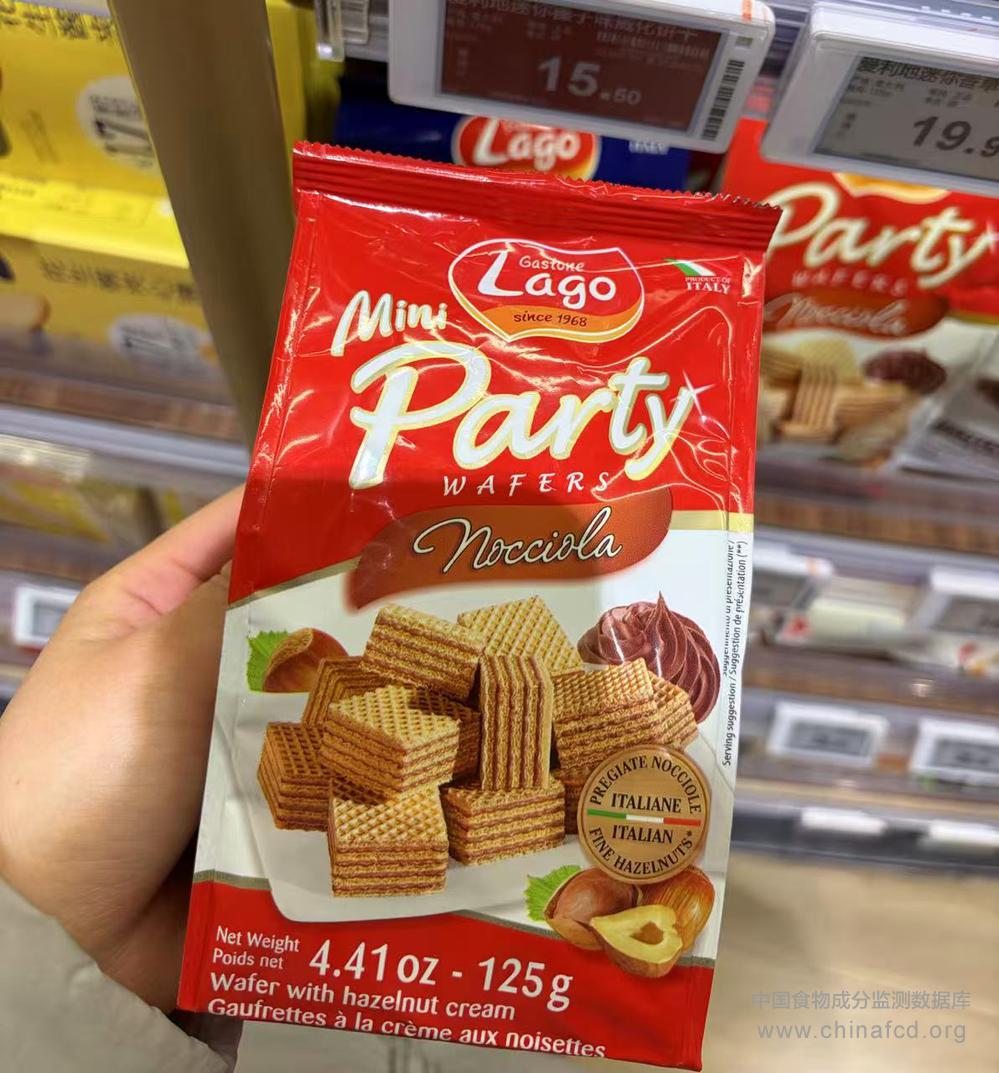 15.50
19.9
Lago
Gastone
Lago
since 1968
PRODUCT OF
ITALY
Mini
Party
WAFERS
Nocciola
Party
WAFERS
Nocciola
Serving suggestion / Suggestion de présentation (**)
PREGIATE NOCCIOLE
ITALIANE
ITALIAN
FINE HAZELNUTS*
Net Weight
Poids net
4.41 oz - 125 g
Wafer with hazelnut cream
Gaufrettes à la crème aux noisettes
中国食物成分监测数据库
www.chinafcd.org